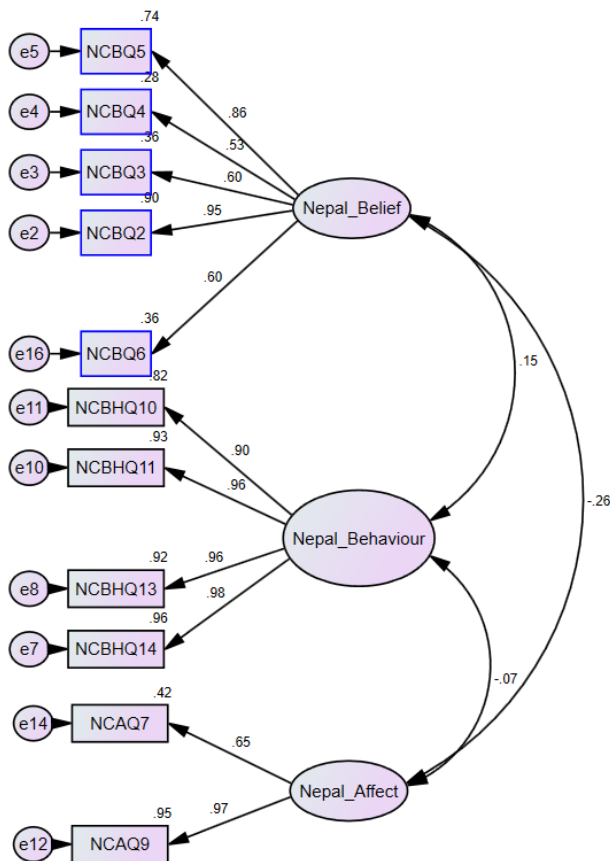 .74
e5 NCBQ5
.28
.86
e4 NCBQ4
.36
.53
e3 NCBQ3
.60
.90
.95
e2 NCBQ2
Nepal_Belief
.60
.36
e16 NCBQ6
.15
.82
e11 NCBHQ10
.93
.90
e10 NCBHQ11
.96
-.26
Nepal_Behaviour
.92
.96
e8 NCBHQ13
.98
.96
e7 NCBHQ14
-.07
.42
e14 NCAQ7
.65
Nepal_Affect
.95
.97
e12 NCAQ9